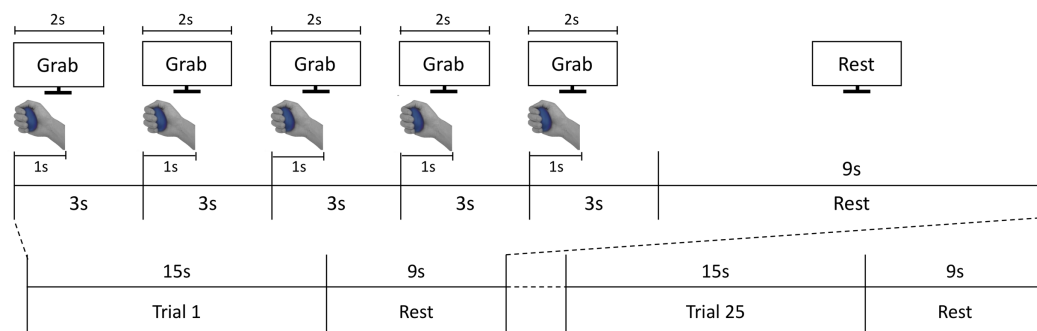 2s 2s 2s 2s 2s
Grab Grab Grab Grab Grab Rest
1s 1s 1s 1s 1s 9s
3s 3s 3s 3s 3s Rest
15s 9s 15s 9s
Trial 1 Rest Trial 25 Rest